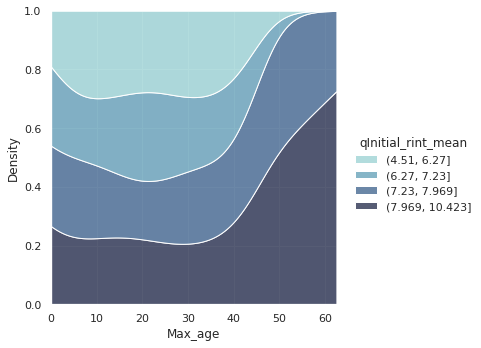 1.0
0.8
0.6
0.4
0.2
0.0
Density
0 10 20 30 40 50 60
Max_age
qInitial_rint_mean
(4.51, 6.27]
(6.27, 7.23]
(7.23, 7.969]
(7.969, 10.423]